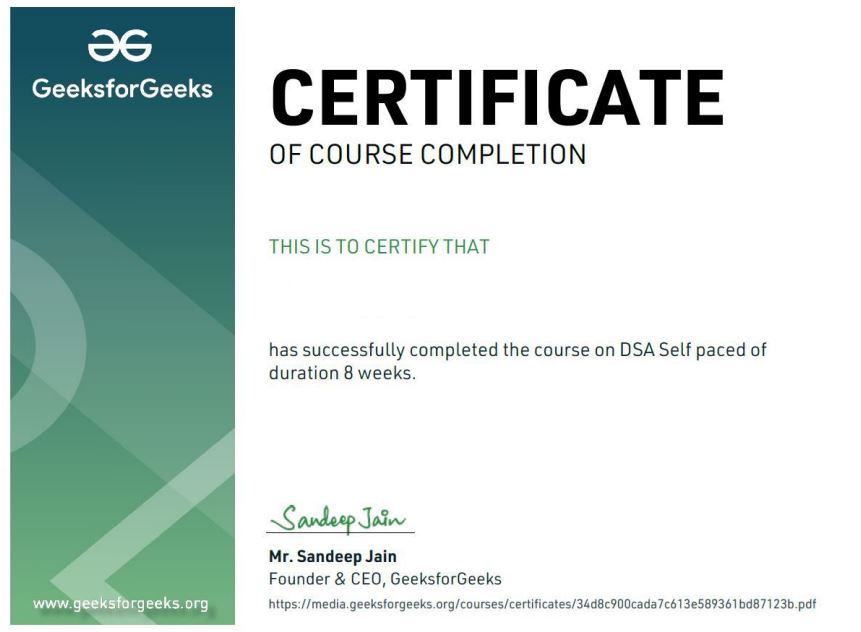 GeeksforGeeks
CERTIFICATE
OF COURSE COMPLETION
THIS IS TO CERTIFY THAT
has successfully completed the course on DSA Self paced of
duration 8 weeks.
Sandeep Jain
Mr. Sandeep Jain
Founder & CEO, GeeksforGeeks
www.geeksforgeeks.org
https://media.geeksforgeeks.org/courses/certificates/34d8c900cada7c613e589361bd87123b.pdf